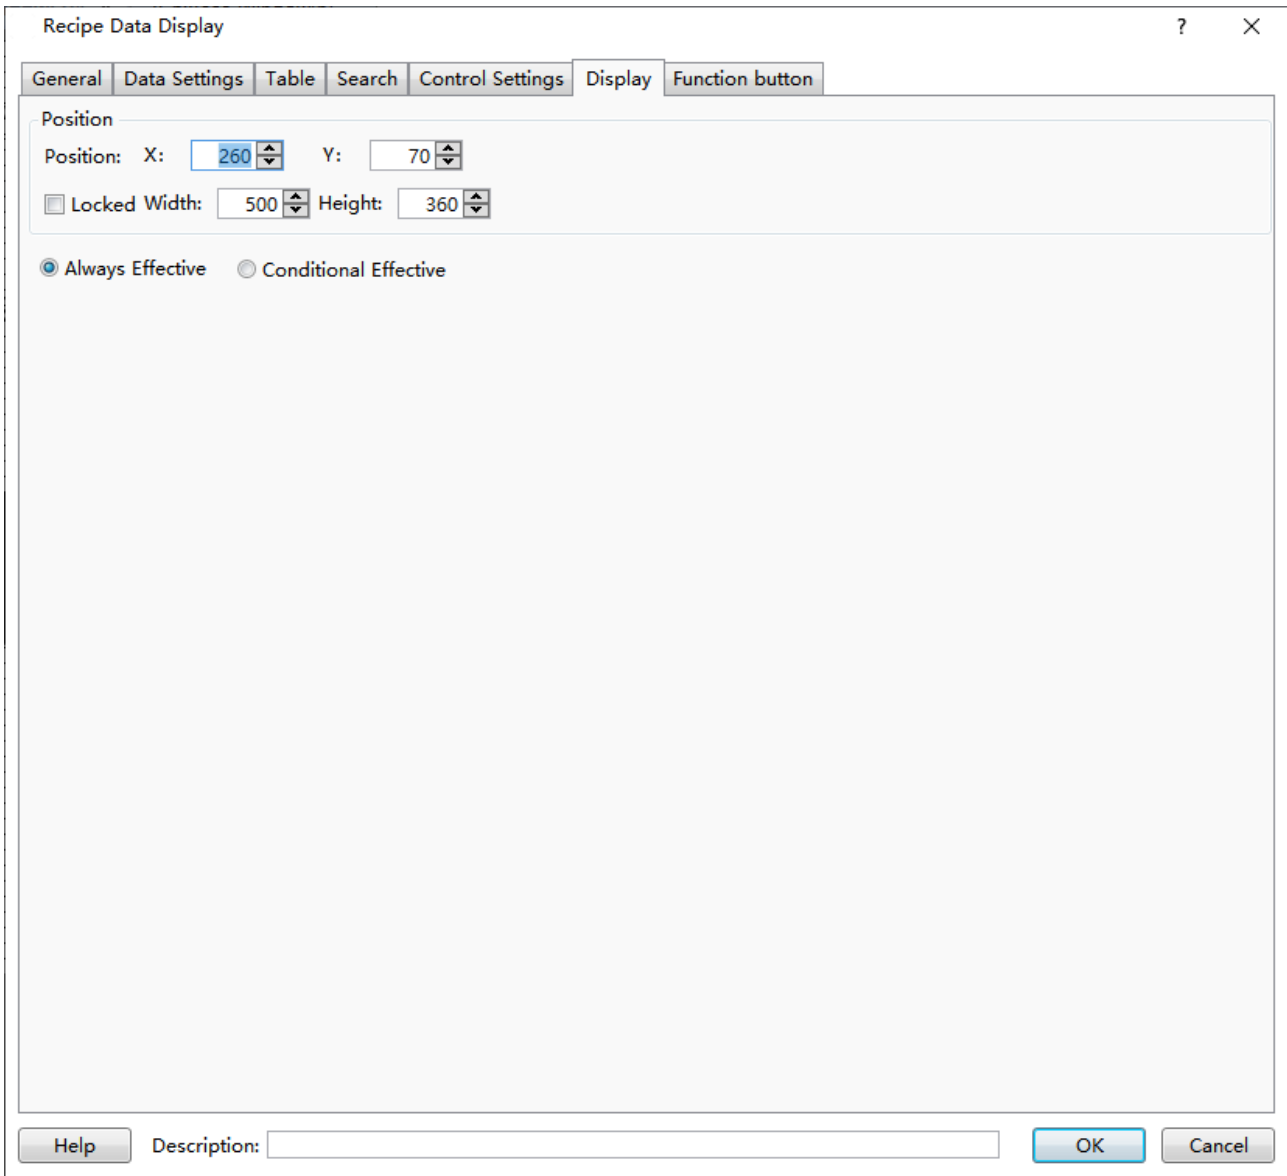 Recipe Data Display ?
General Data Settings Table Search Control Settings Display Function button
Position
Position: X: 260 Y: 70
Locked Width: 500 Height: 360
Always Effective Conditional Effective
Help Description: OK Cancel